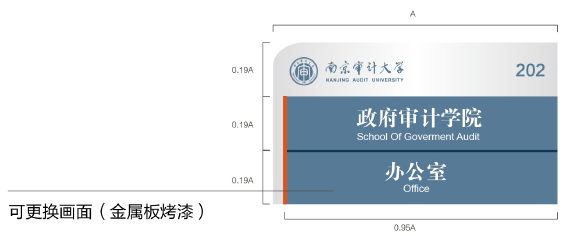 A
0.19A
南京审计大学
NANJING AUDIT UNIVERSITY
202
0.19A
政府审计学院
School Of Goverment Audit
0.19A
办公室
Office
可更换画面（金属板烤漆）
0.95A